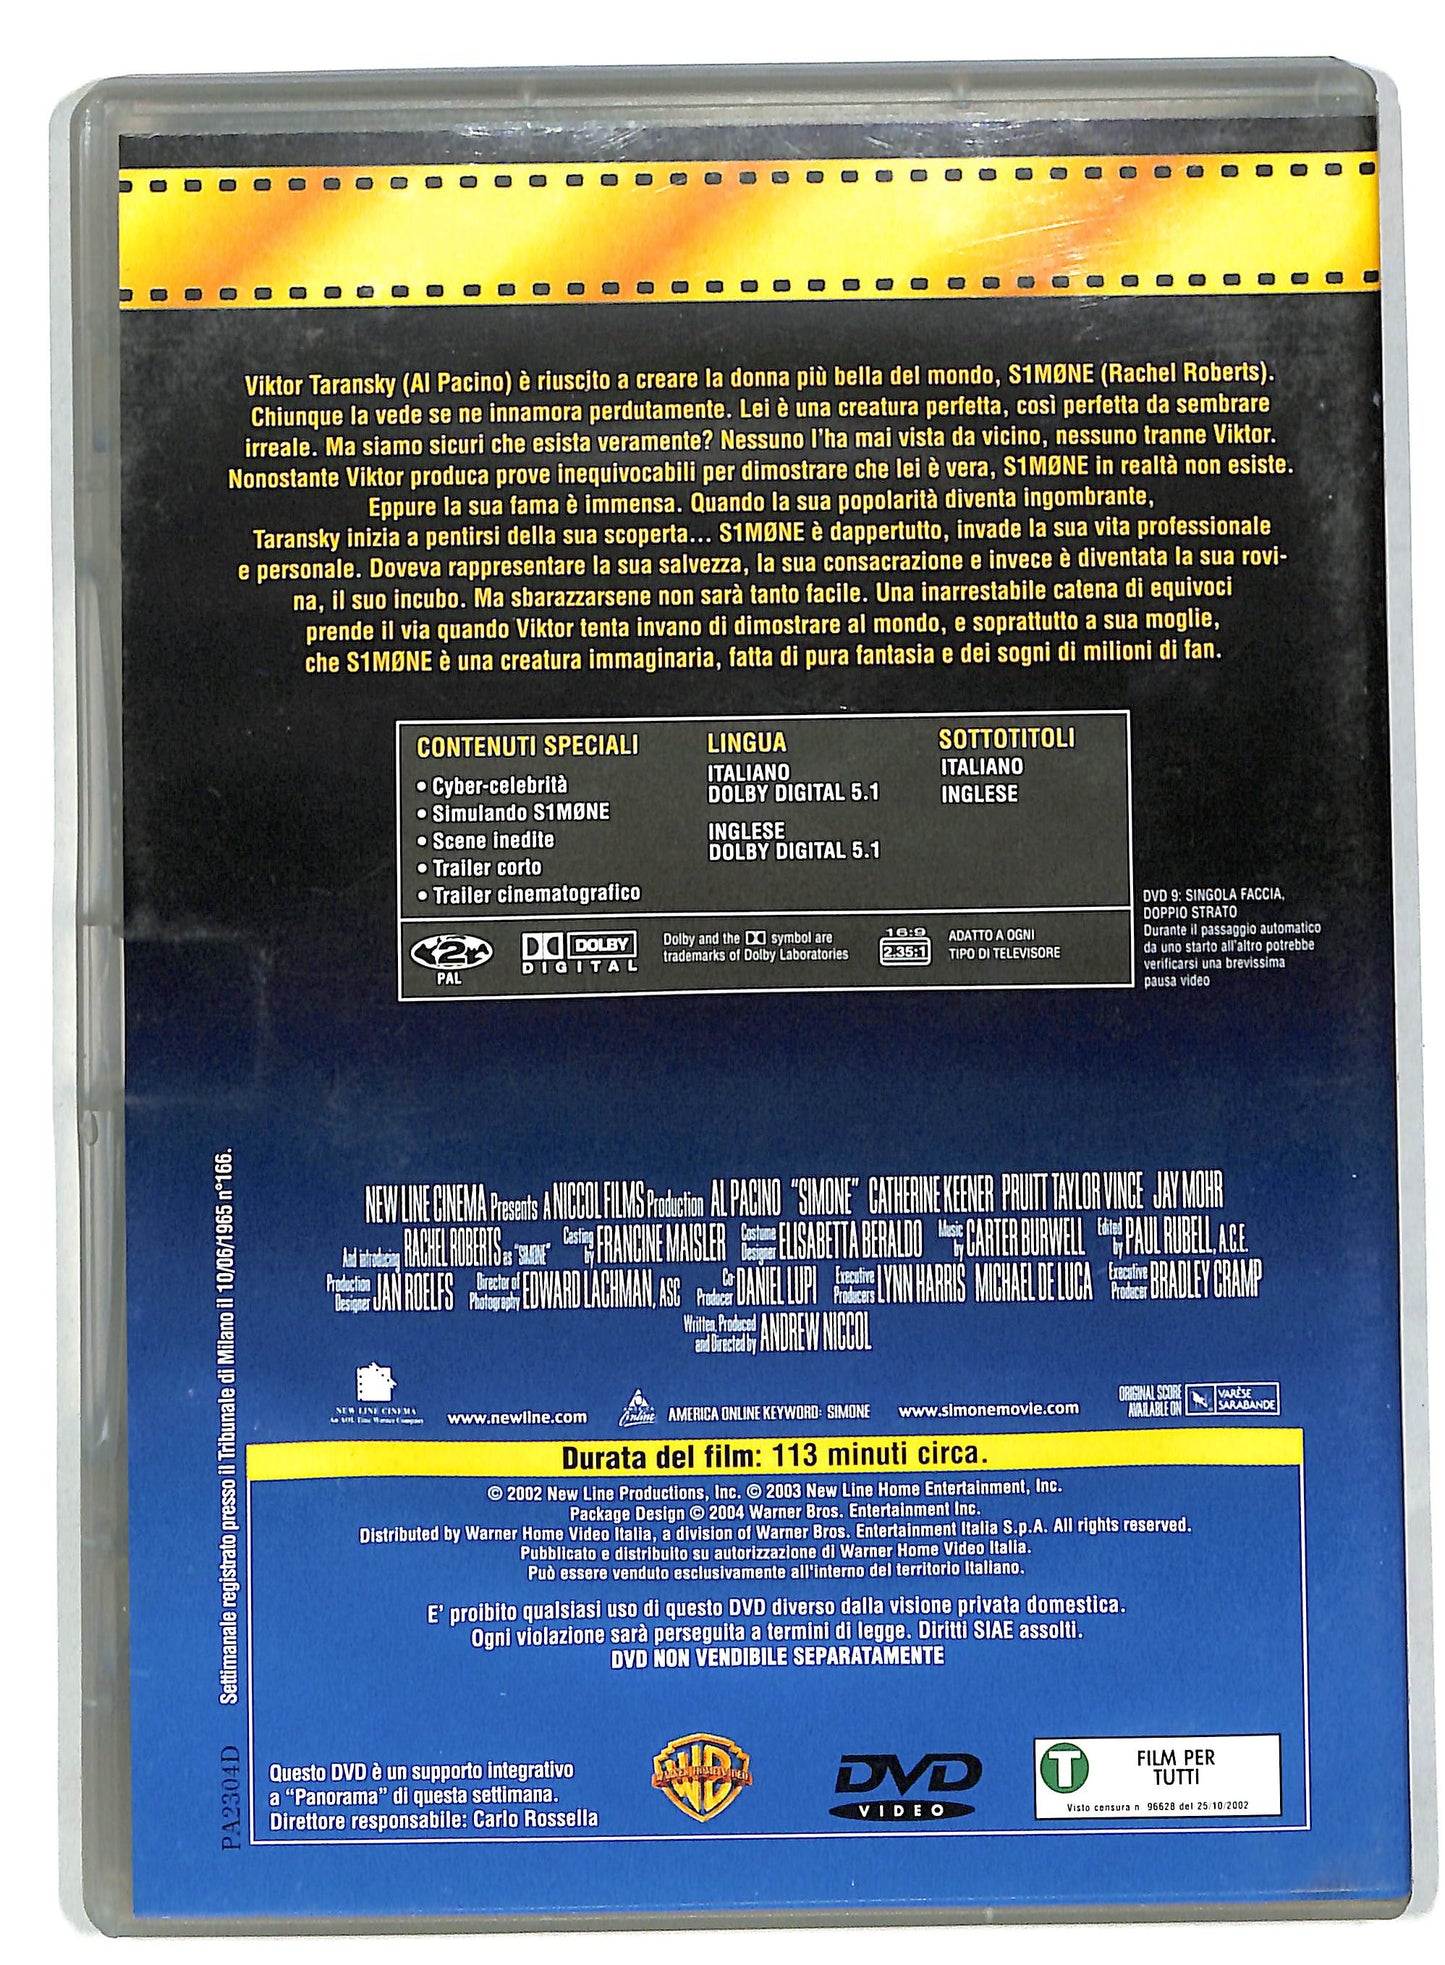 Viktor Taransky (Al Pacino) è riuscito a creare la donna più bella del mondo, S1MØNE (Rachel Roberts).
Chiunque la vede se ne innamora perdutamente. Lei è una creatura perfetta, così perfetta da sembrare
irreale. Ma siamo sicuri che esista veramente? Nessuno l'ha mai vista da vicino, nessuno tranne Viktor.
Nonostante Viktor produca prove inequivocabili per dimostrare che lei è vera, S1MØNE in realtà non esiste.
Eppure la sua fama è immensa. Quando la sua popolarità diventa ingombrante,
Taransky inizia a pentirsi della sua scoperta... S1MØNE è dappertutto, invade la sua vita professionale
e personale. Doveva rappresentare la sua salvezza, la sua consacrazione e invece è diventata la sua rovi-
na, il suo incubo. Ma sbarazzarsene non sarà tanto facile. Una inarrestabile catena di equivoci
prende il via quando Viktor tenta invano di dimostrare al mondo, e soprattutto a sua moglie,
che S1MØNE è una creatura immaginaria, fatta di pura fantasia e dei sogni di milioni di fan.
CONTENUTI SPECIALI
• Cyber-celebrità
• Simulando S1MØNE
• Scene inedite
• Trailer corto
• Trailer cinematografico
LINGUA
ITALIANO
DOLBY DIGITAL 5.1
INGLESE
DOLBY DIGITAL 5.1
SOTTOTITOLI
ITALIANO
INGLESE
2
PAL
DOLBY
DIGITAL
Dolby and the symbol are
trademarks of Dolby Laboratories
16:9
2.35:1
ADATTO A OGNI
TIPO DI TELEVISORE
DVD 9: SINGOLA FACCIA,
DOPPIO STRATO
Durante il passaggio automatico
da uno starto all'altro potrebbe
verificarsi una brevissima
pausa video
NEW LINE CINEMA Presents A NICCOL FILMS Production AL PACINO "SIMONE" CATHERINE KEENER PRUITT TAYLOR VINCE JAY MOHR
And introducing RACHEL ROBERTS as "SIMONE" Casting by FRANCINE MAISLER Costume Designer ELISABETTA BERALDO Music by CARTER BURWELL Edited by PAUL RUBELL, A.C.E.
Production Designer JAN ROELFS Director of Photography EDWARD LACHMAN, ASC Co-Producer DANIEL LUPI Executive Producers LYNN HARRIS MICHAEL DE LUCA Executive Producer BRADLEY CRAMP
Written, Produced and Directed by ANDREW NICCOL
NEW LINE CINEMA
An AOL Time Warner Company
www.newline.com
AMERICA ONLINE KEYWORD: SIMONE
www.simonemovie.com
ORIGINAL SCORE
AVAILABLE ON
VARÈSE
SARABANDE
Durata del film: 113 minuti circa.
© 2002 New Line Productions, Inc. © 2003 New Line Home Entertainment, Inc.
Package Design © 2004 Warner Bros. Entertainment Inc.
Distributed by Warner Home Video Italia, a division of Warner Bros. Entertainment Italia S.p.A. All rights reserved.
Pubblicato e distribuito su autorizzazione di Warner Home Video Italia.
Può essere venduto esclusivamente all'interno del territorio Italiano.
E' proibito qualsiasi uso di questo DVD diverso dalla visione privata domestica.
Ogni violazione sarà perseguita a termini di legge. Diritti SIAE assolti.
DVD NON VENDIBILE SEPARATAMENTE
Questo DVD è un supporto integrativo
a "Panorama" di questa settimana.
Direttore responsabile: Carlo Rossella
WB
WARNER HOME VIDEO
DVD
VIDEO
T
FILM PER
TUTTI
Visto censura n 96628 del 25/10/2002
Settimanale registrato presso il Tribunale di Milano il 10/06/1965 n°166.
PA2304D